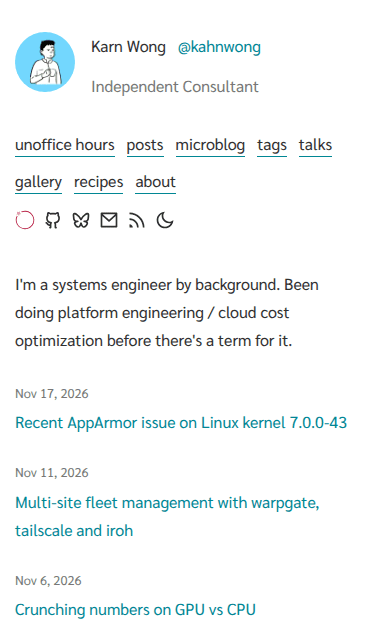 Karn Wong @kahnwong
Independent Consultant
unoffice hours posts microblog tags talks
gallery recipes about
I'm a systems engineer by background. Been
doing platform engineering / cloud cost
optimization before there's a term for it.
Nov 17, 2026
Recent AppArmor issue on Linux kernel 7.0.0-43
Nov 11, 2026
Multi-site fleet management with warpgate,
tailscale and iroh
Nov 6, 2026
Crunching numbers on GPU vs CPU